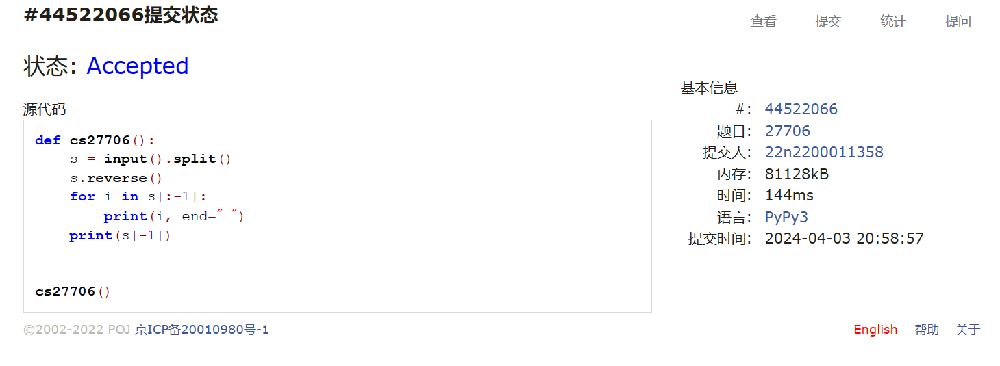 #44522066提交状态
查看 提交 统计 提问
状态: Accepted
源代码
def cs27706():
    s = input().split()
    s.reverse()
    for i in s[:-1]:
        print(i, end=" ")
    print(s[-1])
cs27706()
基本信息
#: 44522066
题目: 27706
提交人: 22n2200011358
内存: 81128kB
时间: 144ms
语言: PyPy3
提交时间: 2024-04-03 20:58:57
©2002-2022 POJ 京ICP备20010980号-1
English 帮助 关于